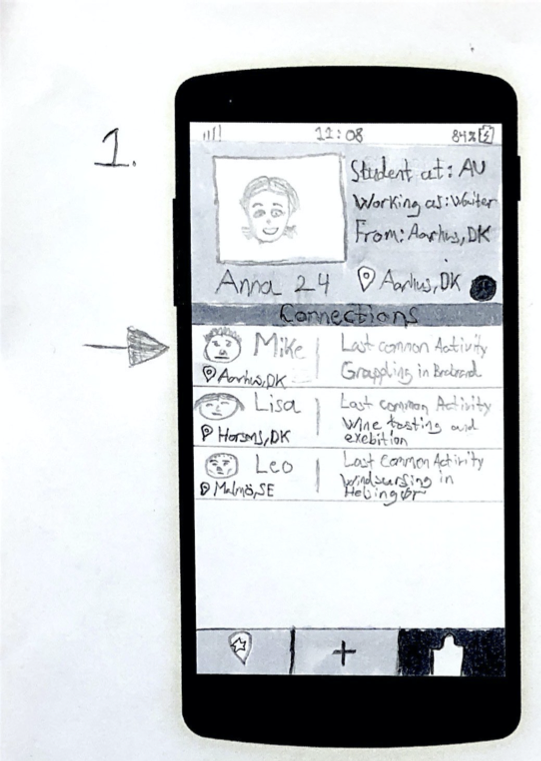 1.
11:08
84%
Student at: AU
Working as: Waiter
From: Aarhus, DK
Anna 24
Aarhus, DK
Connections
Mike
Aarhus, DK
Last common Activity
Grappling in Brabrand
Lisa
Horsens, DK
Last common Activity
Wine tasting and
exebition
Leo
Malmö, SE
Last Common Activity
Windsurfing in
Helsingør
+